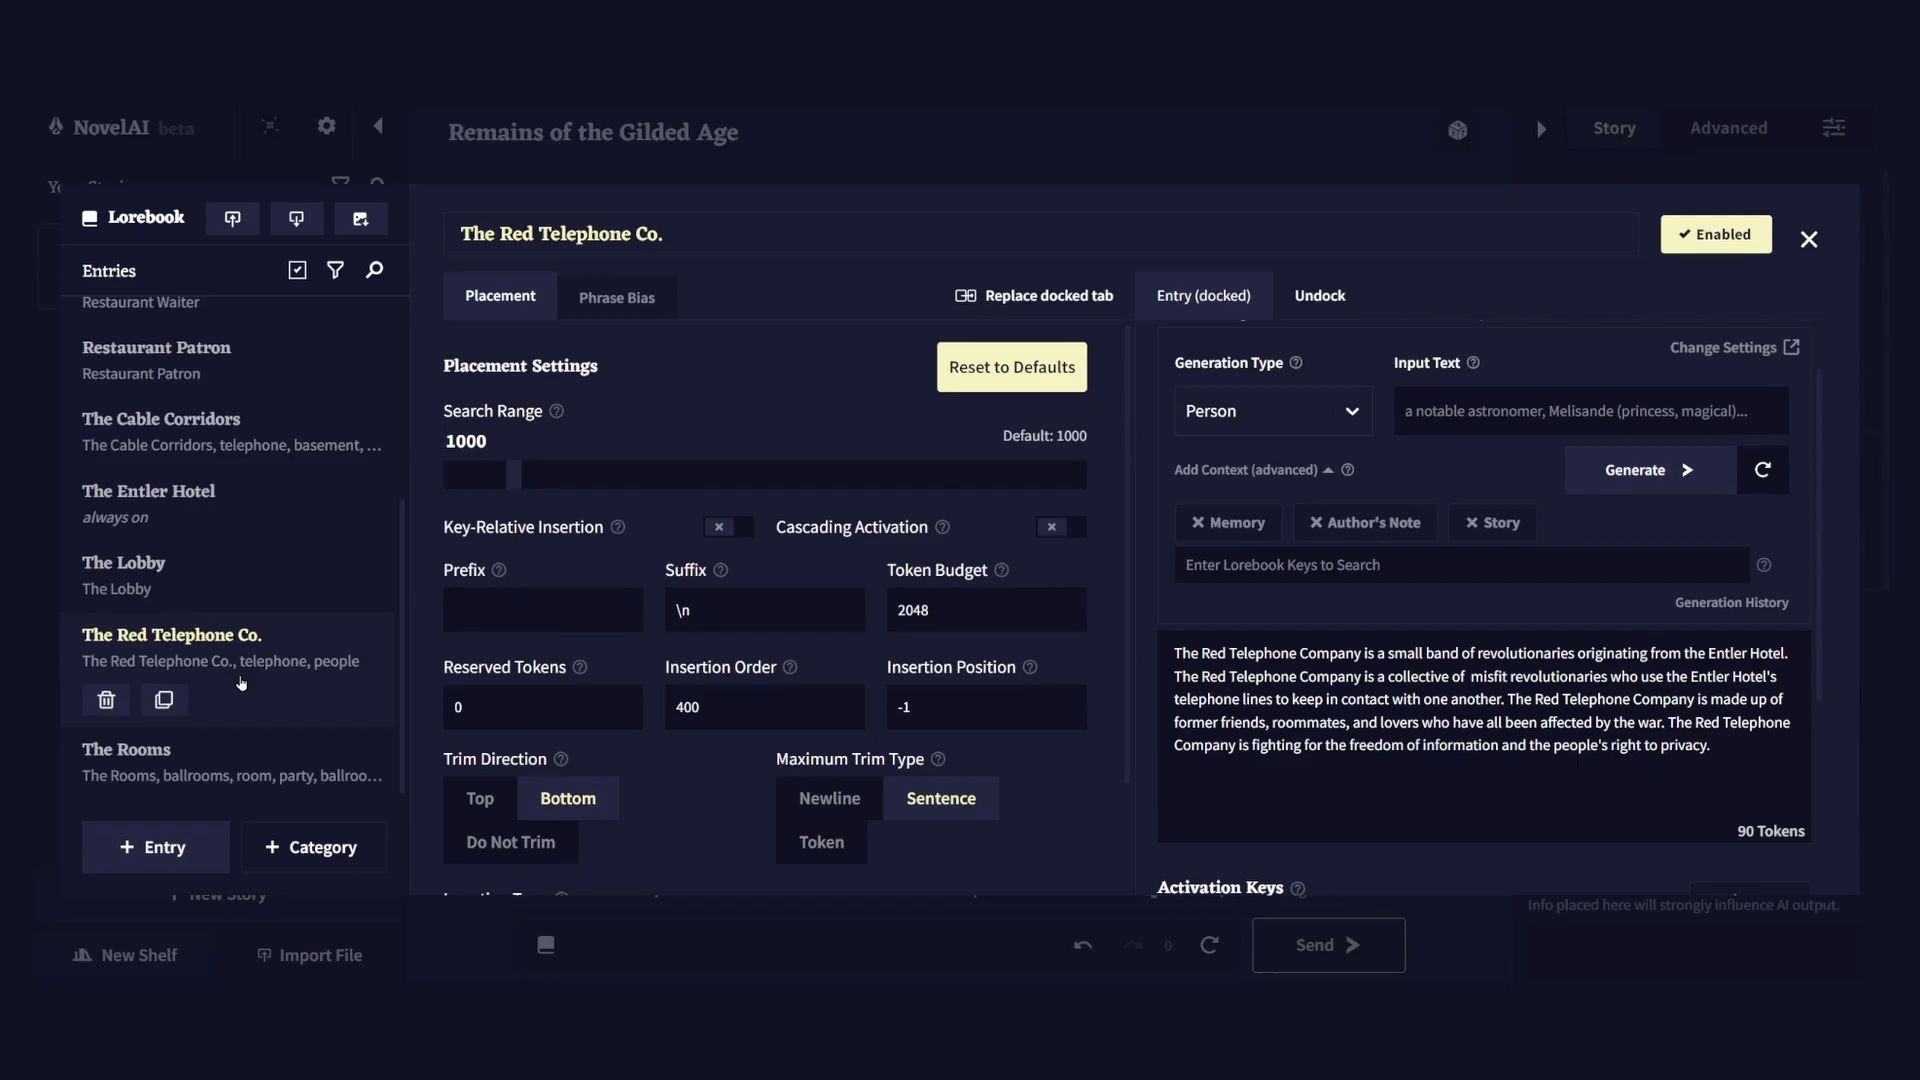 NovelAI beta
Remains of the Gilded Age
Story
Advanced
Lorebook
Entries
Restaurant Waiter
Restaurant Patron
Restaurant Patron
The Cable Corridors
The Cable Corridors, telephone, basement, ...
The Entler Hotel
always on
The Lobby
The Lobby
The Red Telephone Co.
The Red Telephone Co., telephone, people
The Rooms
The Rooms, ballrooms, room, party, ballroo...
+ Entry
+ Category
New Story
New Shelf
Import File
The Red Telephone Co.
Enabled
Placement
Phrase Bias
Replace docked tab
Entry (docked)
Undock
Placement Settings
Reset to Defaults
Search Range
1000
Default: 1000
Key-Relative Insertion
Cascading Activation
Prefix
Suffix
Token Budget
\n
2048
Reserved Tokens
Insertion Order
Insertion Position
0
400
-1
Trim Direction
Maximum Trim Type
Top
Bottom
Newline
Sentence
Do Not Trim
Token
Change Settings
Generation Type
Input Text
Person
a notable astronomer, Melisande (princess, magical)...
Add Context (advanced)
Generate
Memory
Author's Note
Story
Enter Lorebook Keys to Search
Generation History
The Red Telephone Company is a small band of revolutionaries originating from the Entler Hotel.
The Red Telephone Company is a collective of misfit revolutionaries who use the Entler Hotel's
telephone lines to keep in contact with one another. The Red Telephone Company is made up of
former friends, roommates, and lovers who have all been affected by the war. The Red Telephone
Company is fighting for the freedom of information and the people's right to privacy.
90 Tokens
Activation Keys
Info placed here will strongly influence AI output.
0
Send